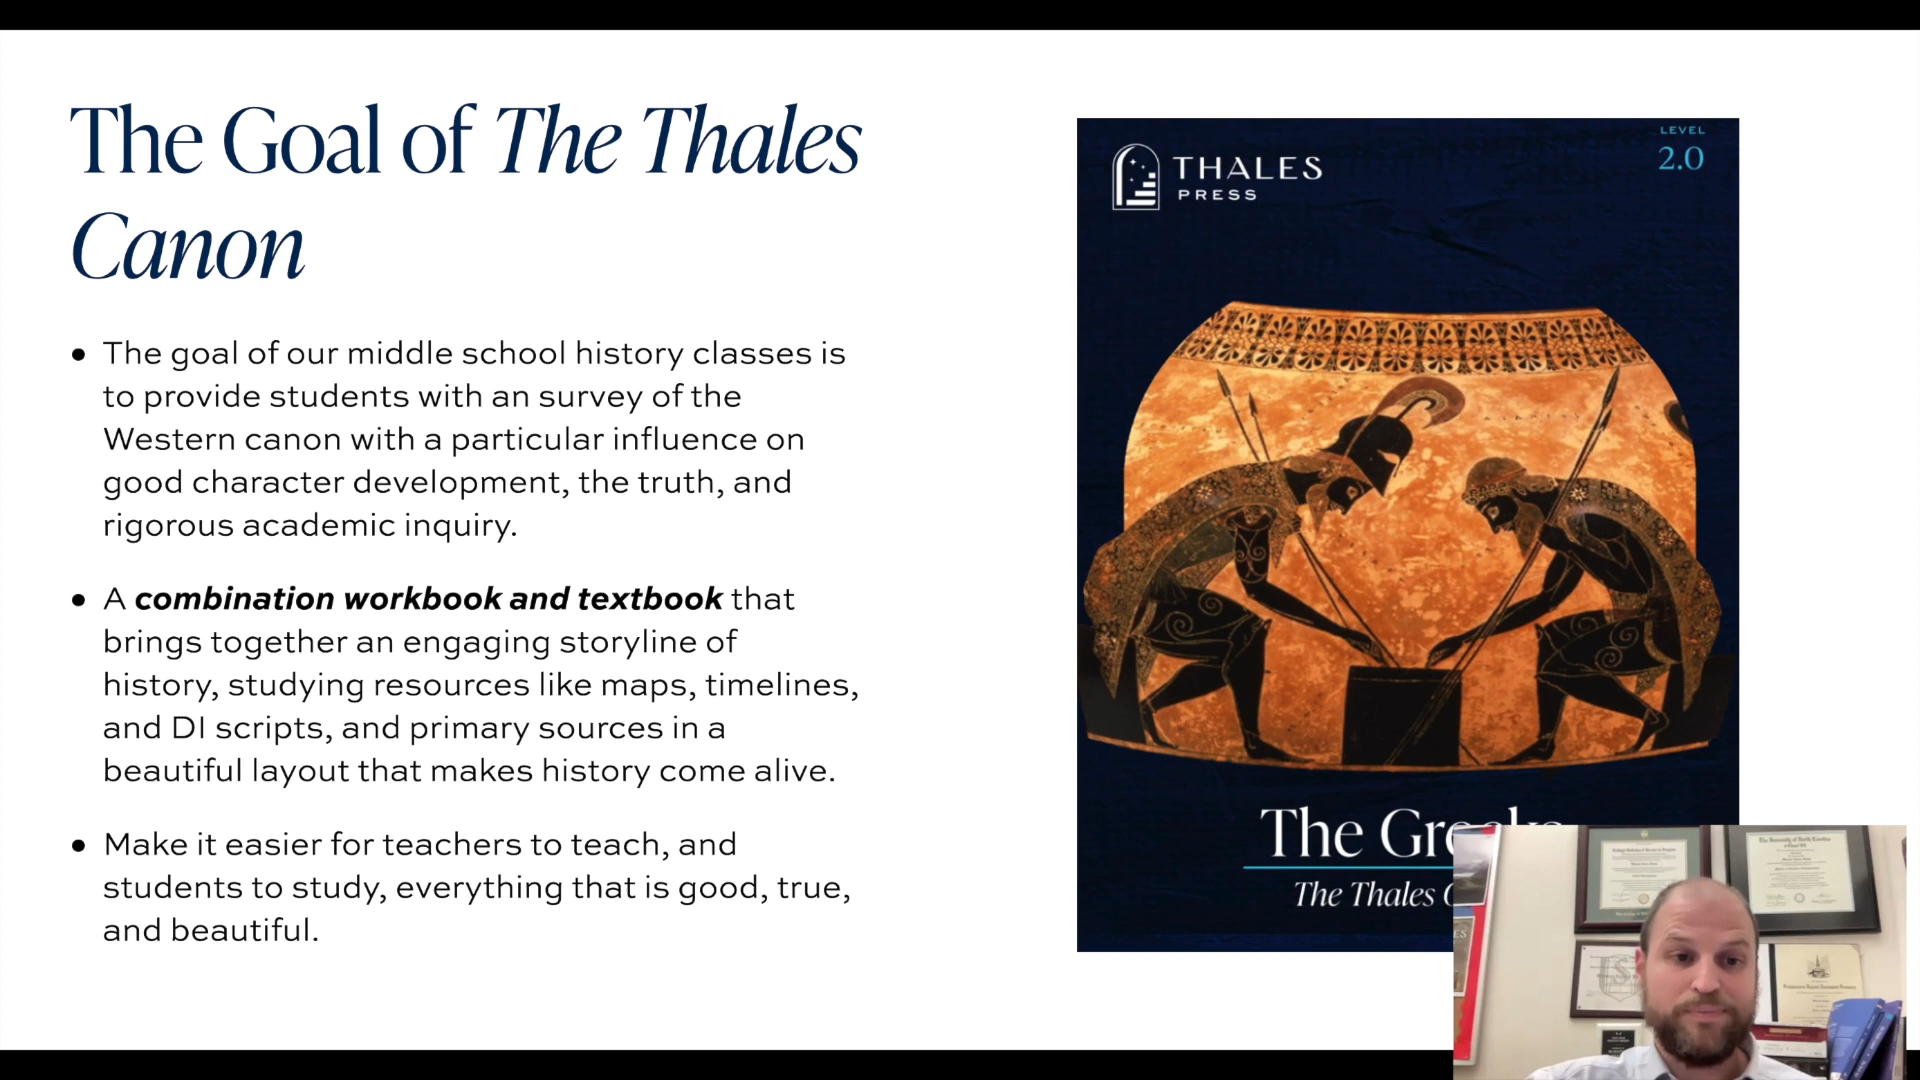 The Goal of The Thales
Canon
• The goal of our middle school history classes is
to provide students with an survey of the
Western canon with a particular influence on
good character development, the truth, and
rigorous academic inquiry.
• A combination workbook and textbook that
brings together an engaging storyline of
history, studying resources like maps, timelines,
and DI scripts, and primary sources in a
beautiful layout that makes history come alive.
• Make it easier for teachers to teach, and
students to study, everything that is good, true,
and beautiful.
THALES
PRESS
LEVEL
2.0
The Greeks
The Thales